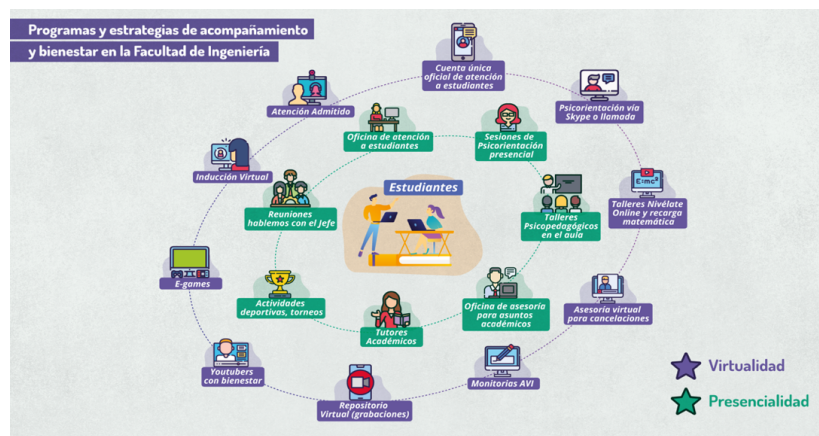 Programas y estrategias de acompañamiento
y bienestar en la Facultad de Ingeniería
Cuenta única
oficial de atención
a estudiantes
Atención Admitido
Psicorientación vía
Skype o llamada
Oficina de atención
a estudiantes
Sesiones de
Psicorientación
presencial
Inducción Virtual
Estudiantes
E=mc²
Reuniones
hablemos con el Jefe
Talleres
Psicopedagógicos
en el aula
Talleres Nivélate
Online y recarga
matemática
E-games
Actividades
deportivas, torneos
Oficina de asesoría
para asuntos
académicos
Asesoría virtual
para cancelaciones
Tutores
Académicos
Youtubers
con bienestar
Monitorías AVI
Repositorio
Virtual (grabaciones)
Virtualidad
Presencialidad